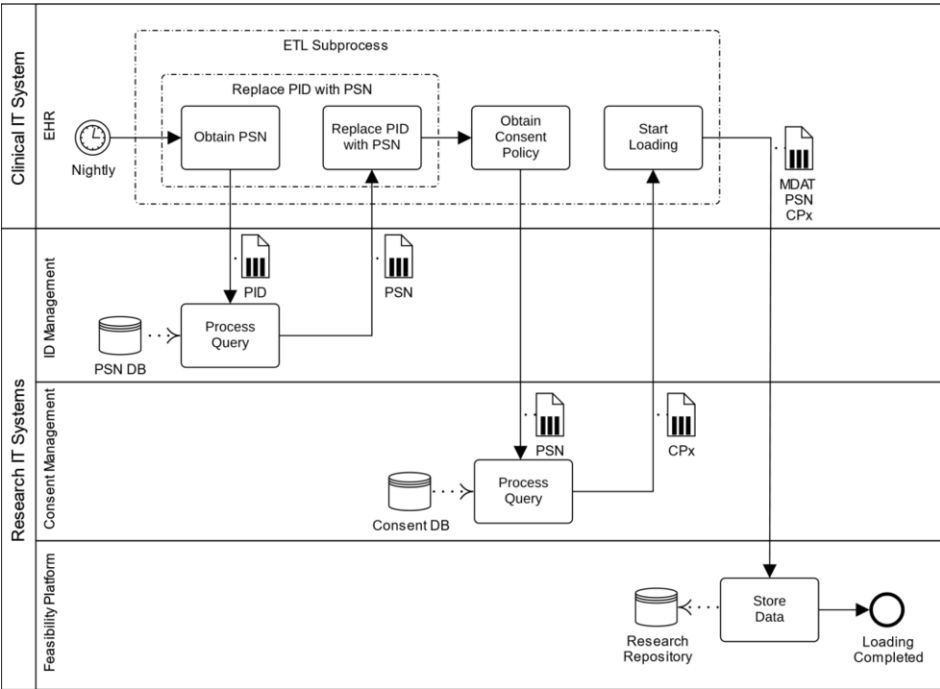 Clinical IT System
EHR
ETL Subprocess
Replace PID with PSN
Nightly
Obtain PSN
Replace PID
with PSN
Obtain
Consent
Policy
Start
Loading
MDAT
PSN
CPx
Research IT Systems
ID Management
PID
PSN
Process
Query
PSN DB
Consent Management
PSN
CPx
Process
Query
Consent DB
Feasibility Platform
Store
Data
Research
Repository
Loading
Completed